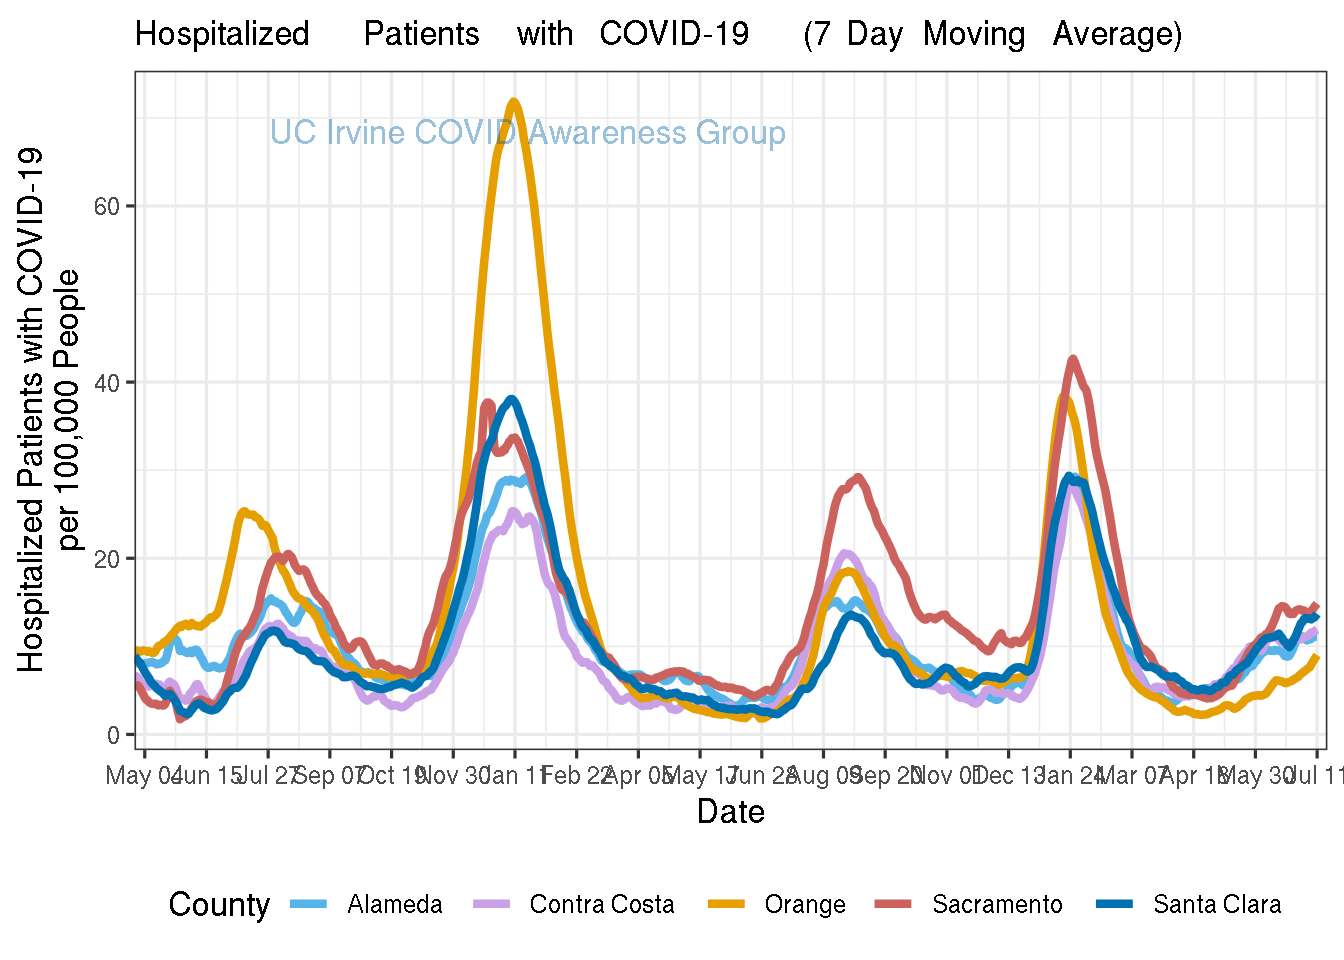 Hospitalized Patients with COVID-19 (7 Day Moving Average)
UC Irvine COVID Awareness Group
Hospitalized Patients with COVID-19
per 100,000 People
60
40
20
0
May 04 Jun 15 Jul 27 Sep 07 Oct 19 Nov 30 Jan 11 Feb 22 Apr 05 May 17 Jun 28 Aug 09 Sep 20 Nov 01 Dec 13 Jan 24 Mar 07 Apr 18 May 30 Jul 11
Date
County Alameda Contra Costa Orange Sacramento Santa Clara